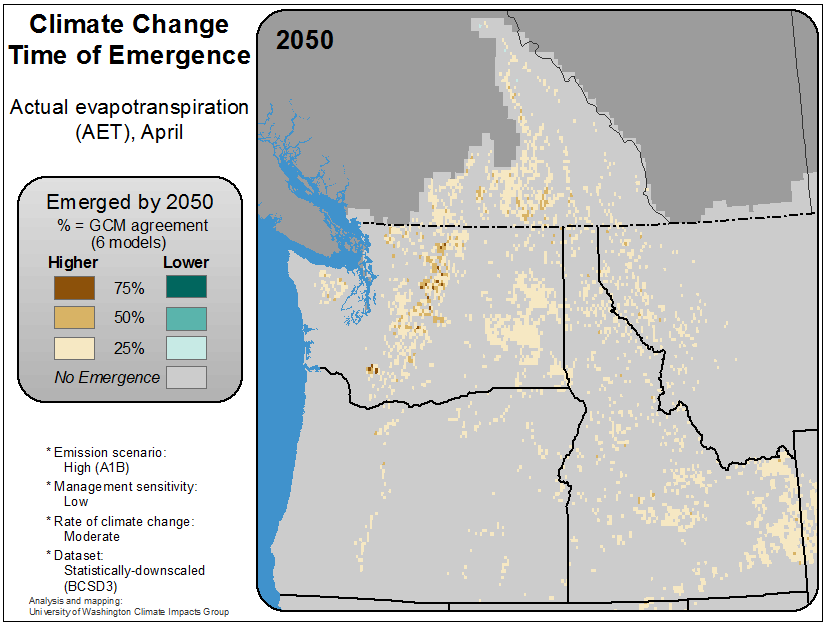 Climate Change
Time of Emergence
Actual evapotranspiration
(AET), April
Emerged by 2050
% = GCM agreement
(6 models)
Higher Lower
75%
50%
25%
No Emergence
* Emission scenario:
High (A1B)
* Management sensitivity:
Low
* Rate of climate change:
Moderate
* Dataset:
Statistically-downscaled
(BCSD3)
Analysis and mapping:
University of Washington Climate Impacts Group
2050